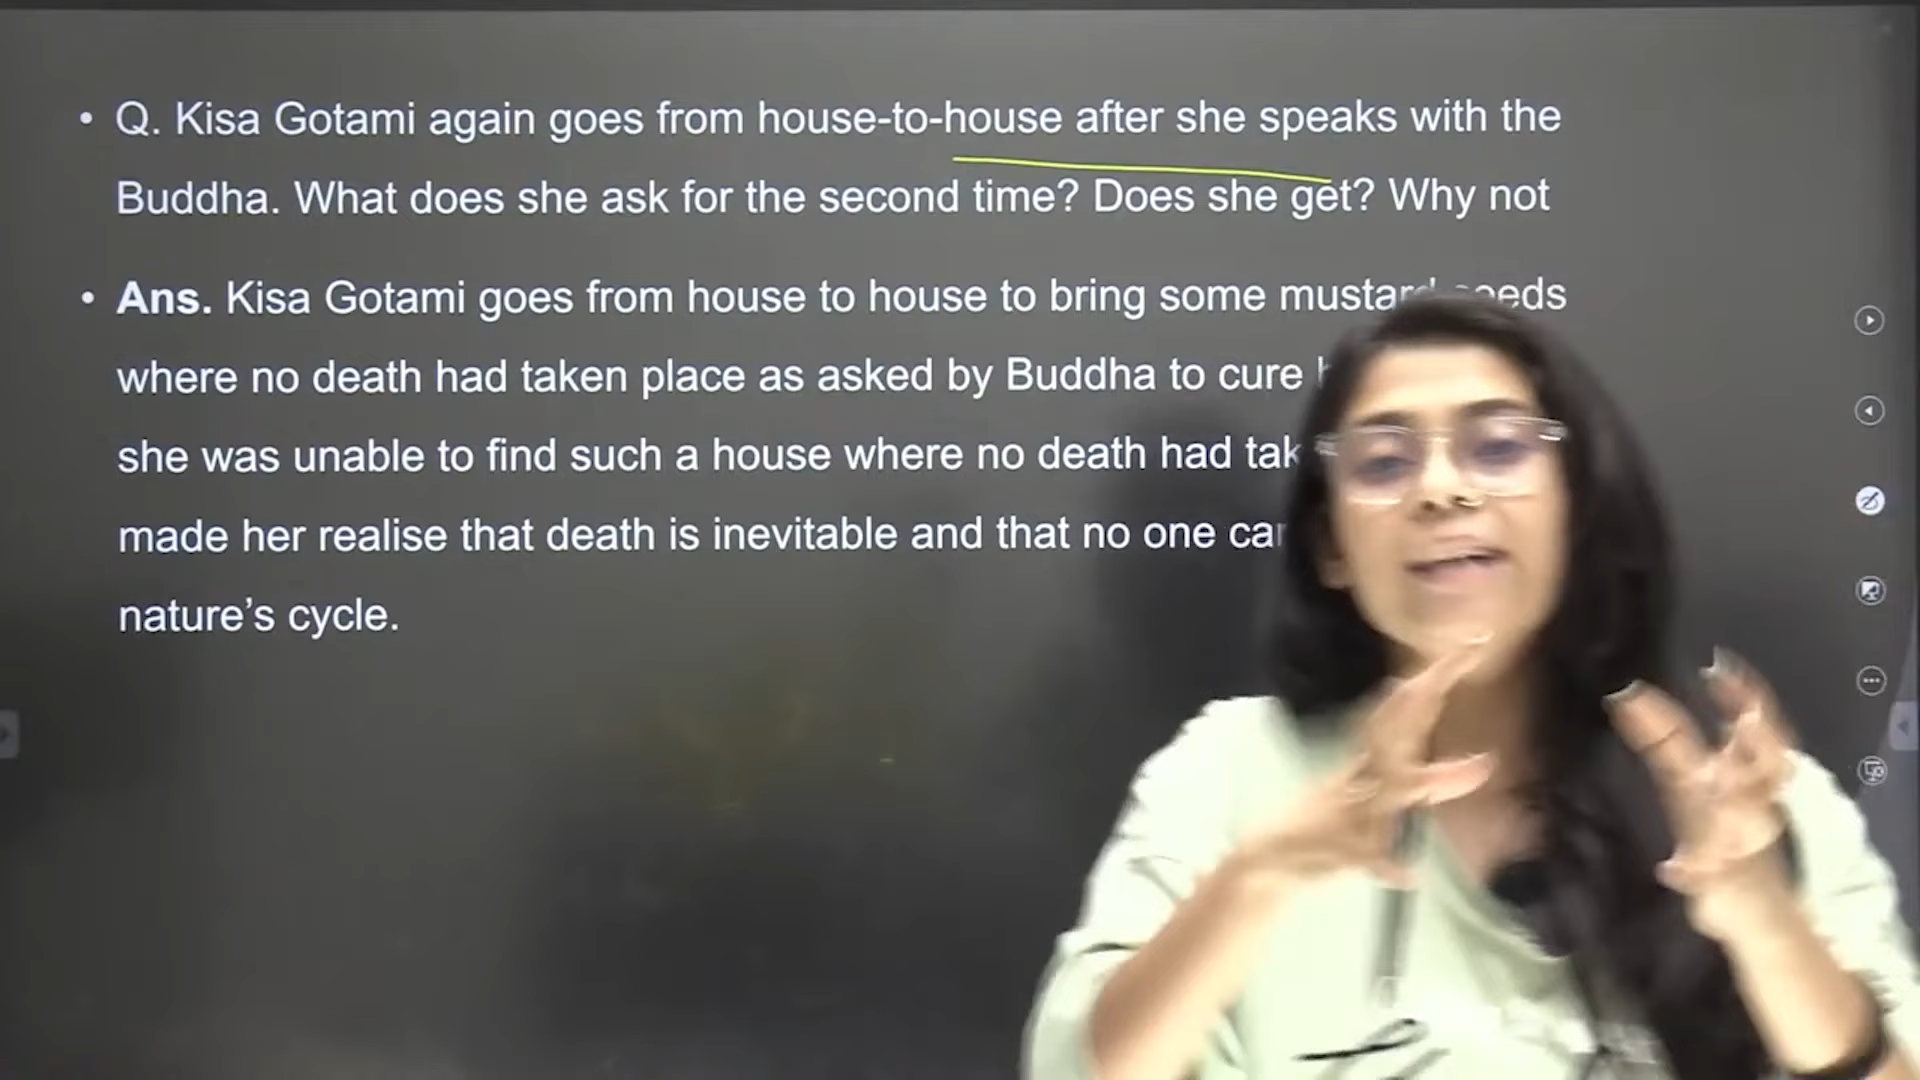 • Q. Kisa Gotami again goes from house-to-house after she speaks with the
Buddha. What does she ask for the second time? Does she get? Why not
• Ans. Kisa Gotami goes from house to house to bring some mustard seeds
where no death had taken place as asked by Buddha to cure
she was unable to find such a house where no death had
made her realise that death is inevitable and that no one
nature’s cycle.